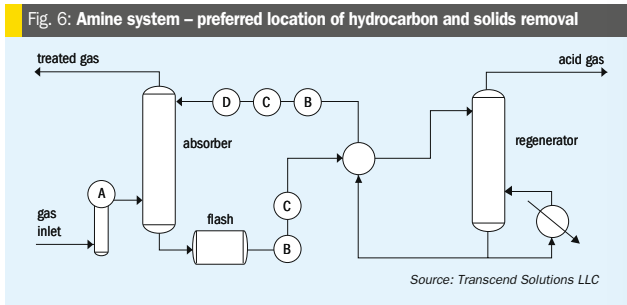 Fig. 6: Amine system – preferred location of hydrocarbon and solids removal
treated gas
acid gas
D
C
B
absorber
regenerator
A
gas
inlet
flash
C
B
Source: Transcend Solutions LLC